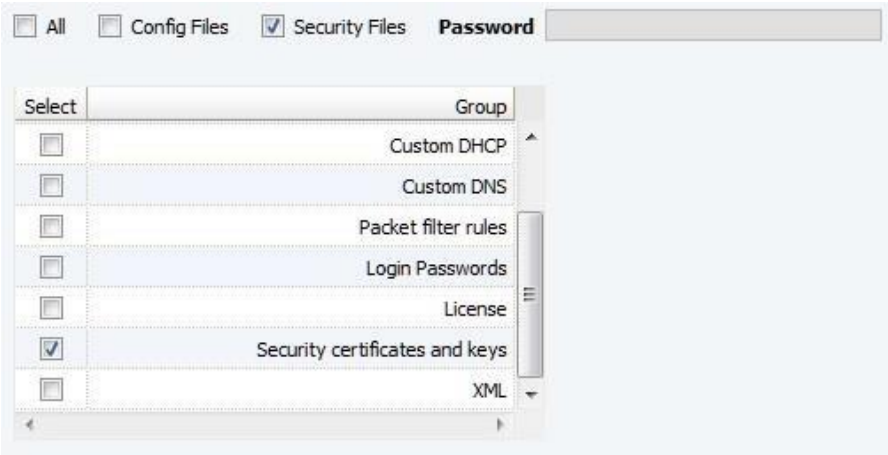 All Config Files Security Files Password
Select Group
Custom DHCP
Custom DNS
Packet filter rules
Login Passwords
License
Security certificates and keys
XML